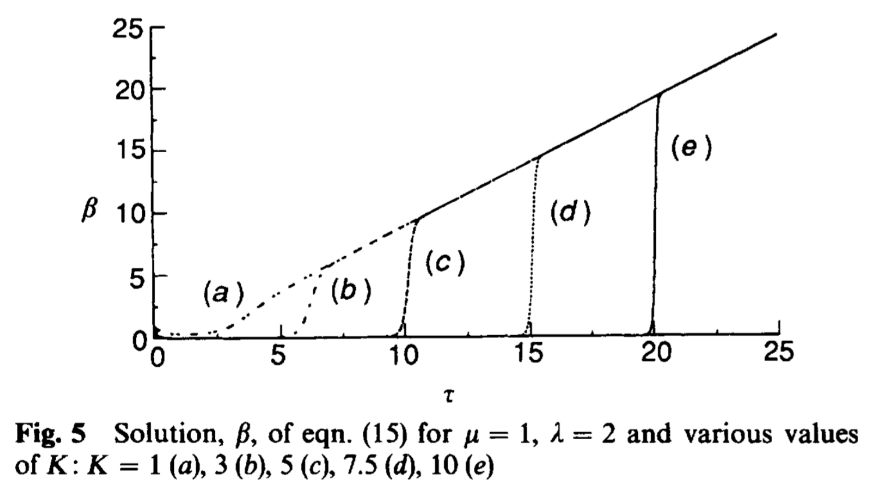 25
20
15
(e)
β
10
(d)
(c)
5
(a)
(b)
0
0
5
10
15
20
25
τ
Fig. 5 Solution, β, of eqn. (15) for μ = 1, λ = 2 and various values
of K: K = 1 (a), 3 (b), 5 (c), 7.5 (d), 10 (e)